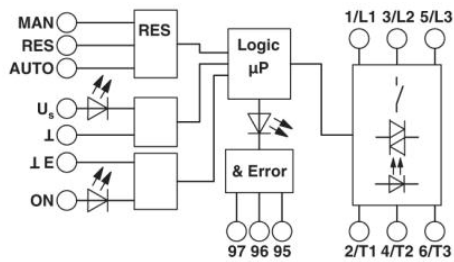 MAN
RES
AUTO
RES
Us
⊥
⊥ E
ON
Logic
µP
& Error
97 96 95
1/L1 3/L2 5/L3
2/T1 4/T2 6/T3